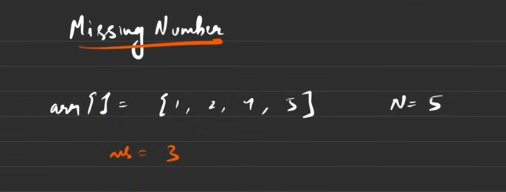 Missing Number
arr[] = {1, 2, 4, 5} N = 5
ans = 3